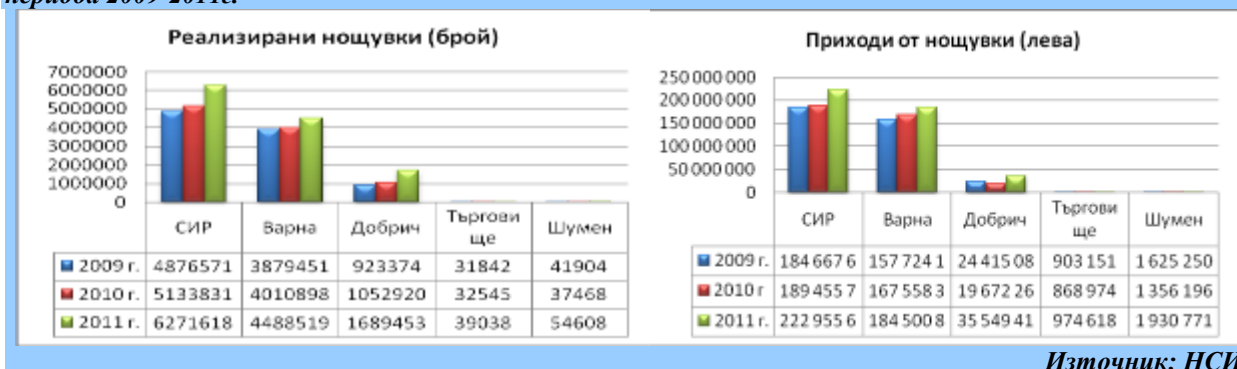 периода 2009-2011г.
Реализирани нощувки (брой)
7000000
6000000
5000000
4000000
3000000
2000000
1000000
0
СИР Варна Добрич Търгови ще Шумен
2009 г. 4876571 3879451 923374 31842 41904
2010 г. 5133831 4010898 1052920 32545 37468
2011 г. 6271618 4488519 1689453 39038 54608
Приходи от нощувки (лева)
250 000 000
200 000 000
150 000 000
100 000 000
50 000 000
0
СИР Варна Добрич Търгови ще Шумен
2009 г. 184 667 6 157 724 1 24 415 08 903 151 1 625 250
2010 г 189 455 7 167 558 3 19 672 26 868 974 1 356 196
2011 г. 222 955 6 184 500 8 35 549 41 974 618 1 930 771
Източник: НСИ